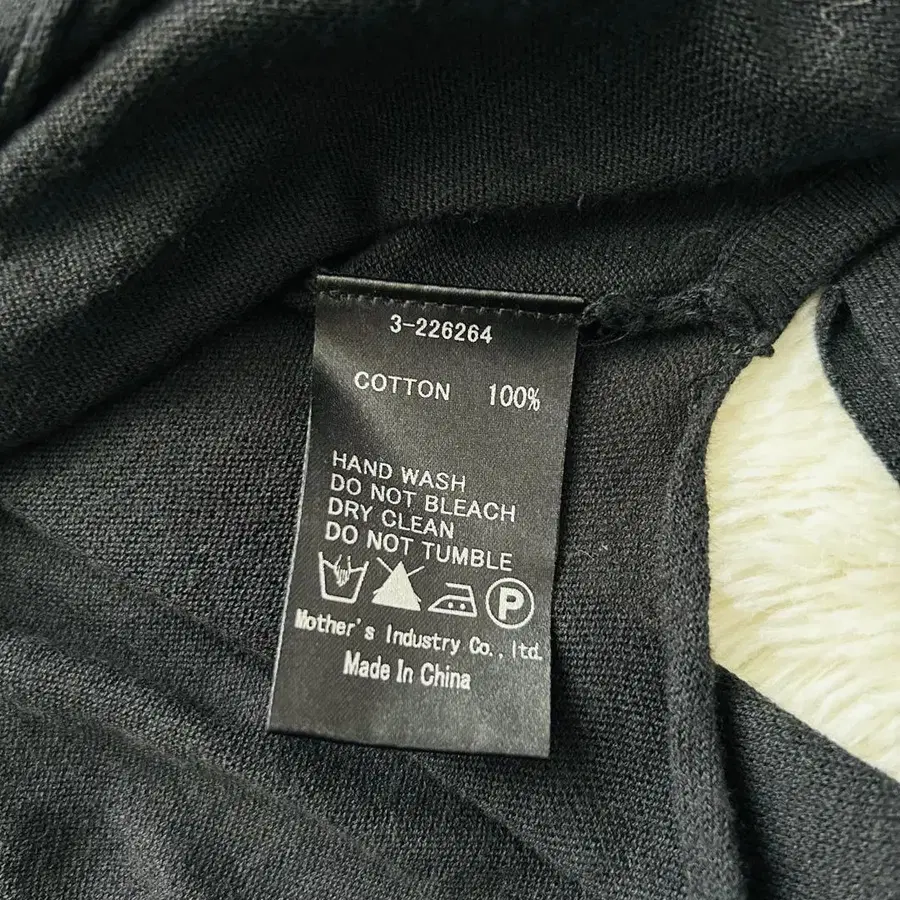 3-226264
COTTON 100%
HAND WASH
DO NOT BLEACH
DRY CLEAN
DO NOT TUMBLE
P
Mother's Industry Co.,ltd.
Made In China